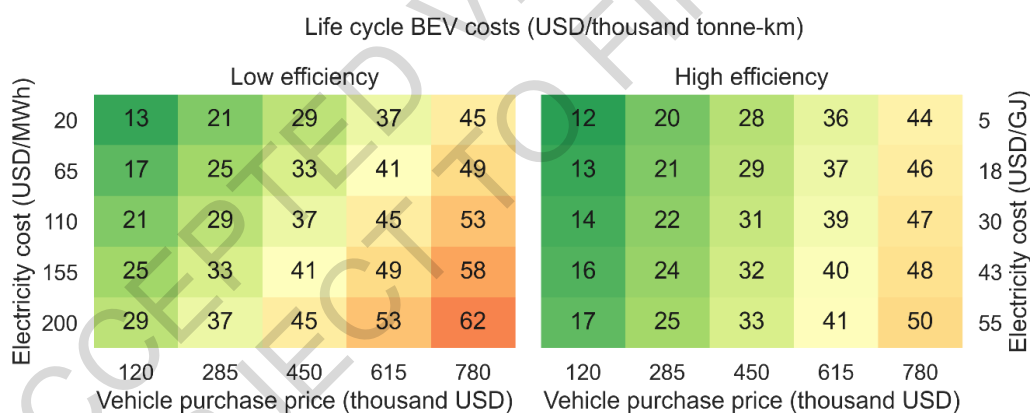 Life cycle BEV costs (USD/thousand tonne-km)
Low efficiency High efficiency
Electricity cost (USD/MWh)
20 13 21 29 37 45 12 20 28 36 44 5
65 17 25 33 41 49 13 21 29 37 46 18
110 21 29 37 45 53 14 22 31 39 47 30
155 25 33 41 49 58 16 24 32 40 48 43
200 29 37 45 53 62 17 25 33 41 50 55
Electricity cost (USD/GJ)
120 285 450 615 780 120 285 450 615 780
Vehicle purchase price (thousand USD) Vehicle purchase price (thousand USD)